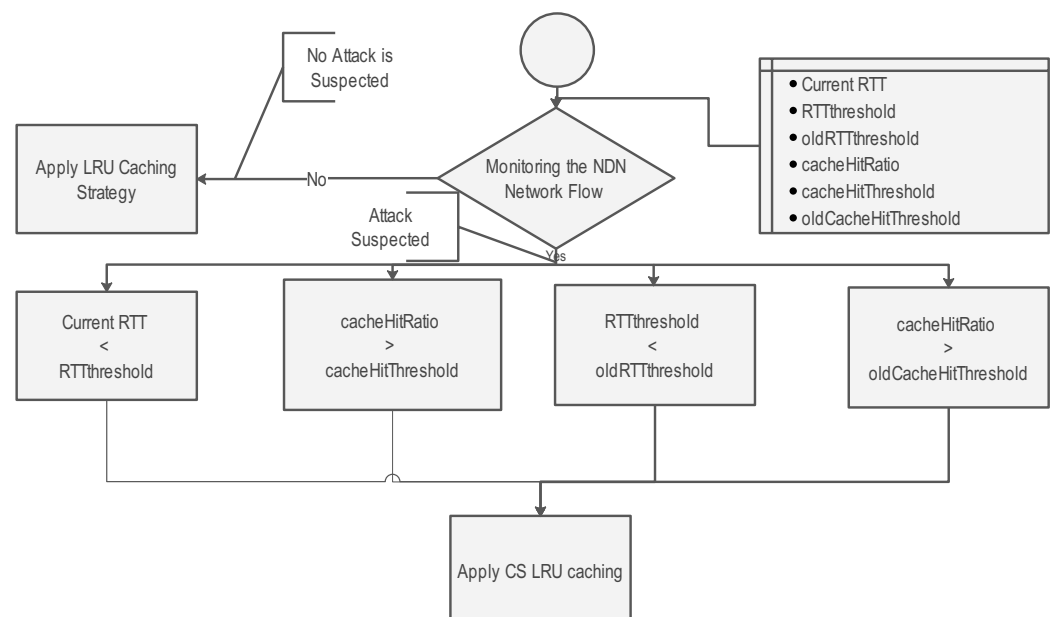 No Attack is
Suspected
• Current RTT
• RTTthreshold
• oldRTTthreshold
• cacheHitRatio
• cacheHitThreshold
• oldCacheHitThreshold
Apply LRU Caching
Strategy
No
Monitoring the NDN
Network Flow
Attack
Suspected
Yes
Current RTT
<
RTTthreshold
cacheHitRatio
>
cacheHitThreshold
RTTthreshold
<
oldRTTthreshold
cacheHitRatio
>
oldCacheHitThreshold
Apply CS LRU caching